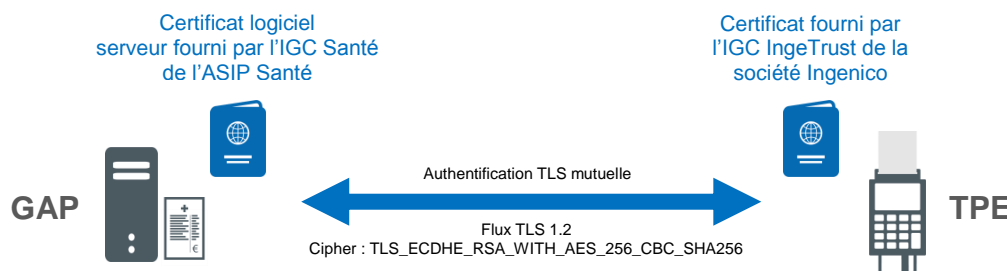 Certificat logiciel
serveur fourni par l'IGC Santé
de l'ASIP Santé
Certificat fourni par
l'IGC IngeTrust de la
société Ingenico
GAP
Authentification TLS mutuelle
Flux TLS 1.2
Cipher : TLS_ECDHE_RSA_WITH_AES_256_CBC_SHA256
€
TPE